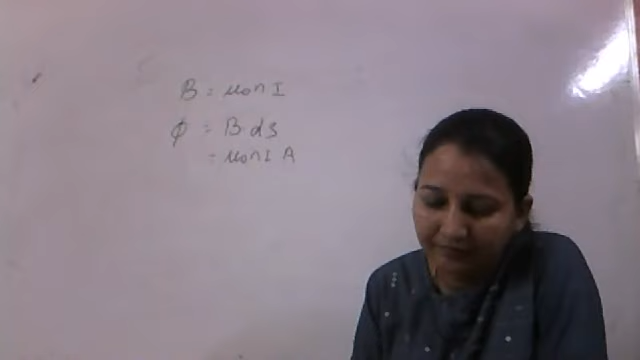 B = μ₀nI
φ = B·ds
= μ₀nI A